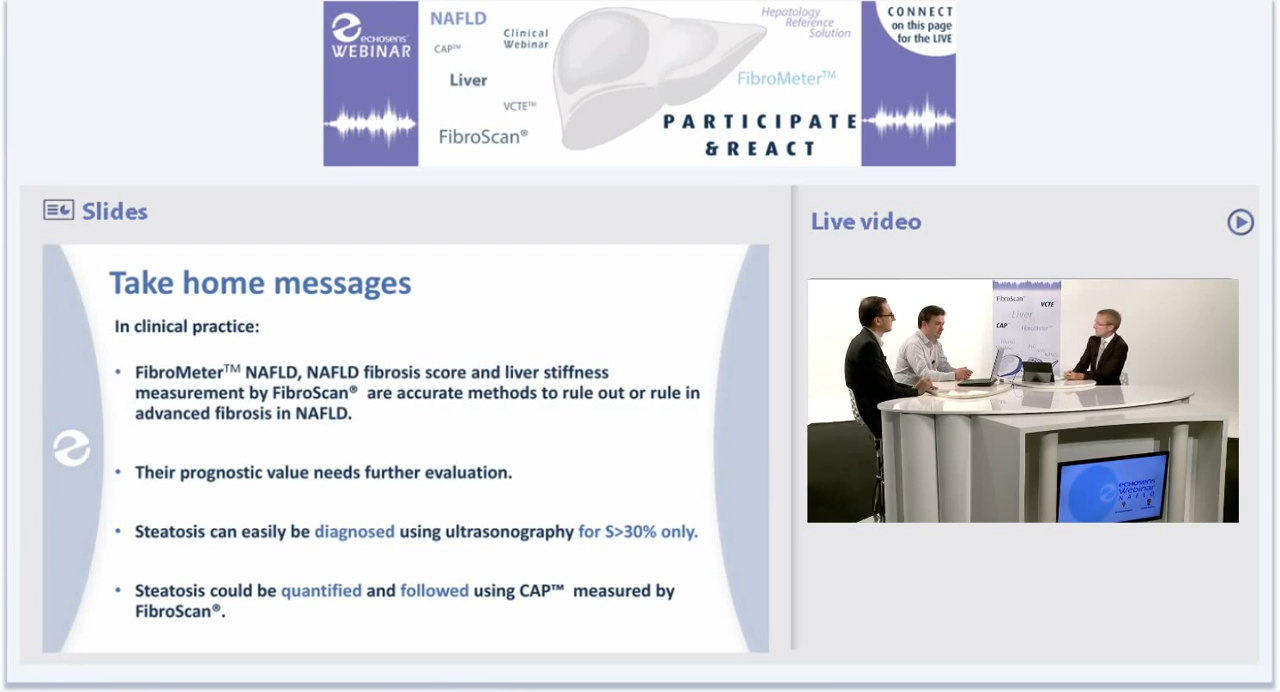 echosens
WEBINAR
NAFLD
CAP™
Clinical
Webinar
Liver
VCTE™
FibroScan®
Hepatology
Reference
Solution
FibroMeter™
PARTICIPATE
& REACT
CONNECT
on this page
for the LIVE
Slides
Take home messages
In clinical practice:
• FibroMeter™ NAFLD, NAFLD fibrosis score and liver stiffness
measurement by FibroScan® are accurate methods to rule out or rule in
advanced fibrosis in NAFLD.
• Their prognostic value needs further evaluation.
• Steatosis can easily be diagnosed using ultrasonography for S>30% only.
• Steatosis could be quantified and followed using CAP™ measured by
FibroScan®.
Live video
FibroScan™
VCTE™
Liver
CAP™
FibroMeter™
echosens
Webinar
NAFLD